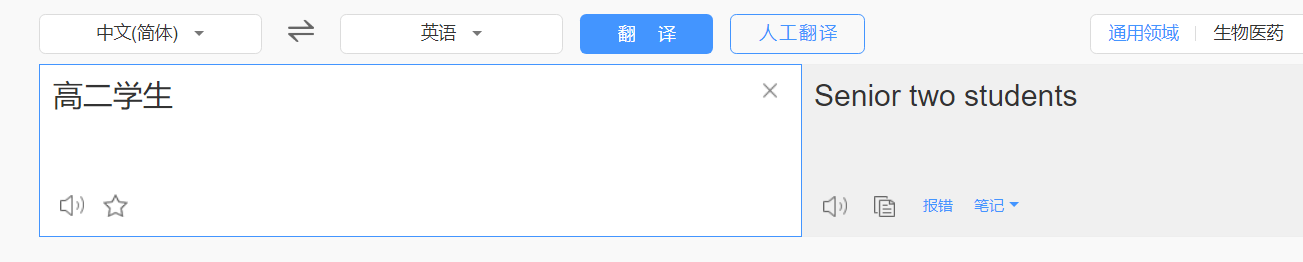 中文(简体) 英语 翻 译 人工翻译 通用领域 生物医药
高二学生
Senior two students
报错 笔记